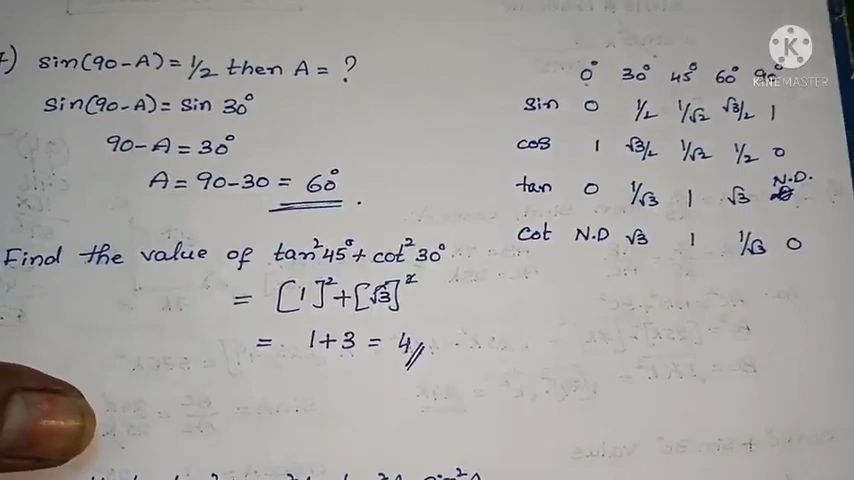 7) sin(90-A) = 1/2 then A = ?
sin(90-A) = sin 30°
90-A = 30°
A = 90-30 = 60°.
Find the value of tan²45° + cot²30°
= [1]² + [√3]²
= 1+3 = 4//
0° 30° 45° 60° 90°
sin 0 1/2 1/√2 √3/2 1
cos 1 √3/2 1/√2 1/2 0
tan 0 1/√3 1 √3 N.D.
cot N.D √3 1 1/√3 0
K
KINEMASTER